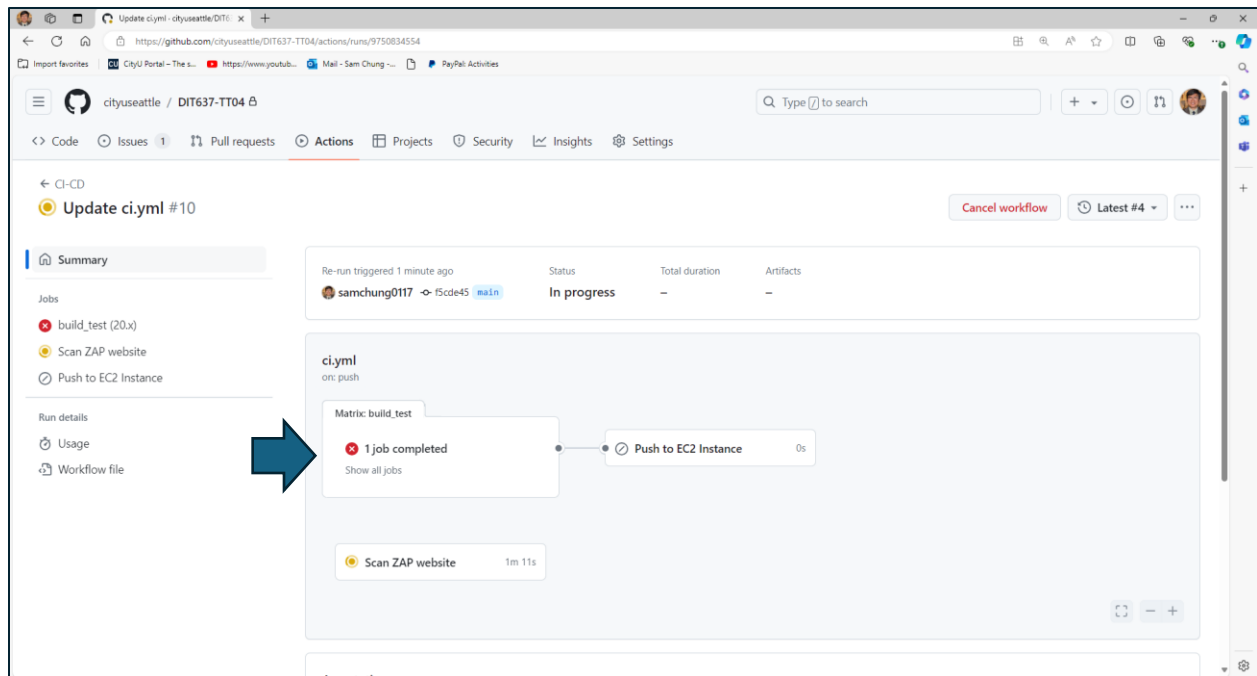 Update ci.yml · cityuseattle/DIT6
https://github.com/cityuseattle/DIT637-TT04/actions/runs/9750834554
Import favorites CityU Portal – The s... https://www.youtub... Mail - Sam Chung -... PayPal: Activities
cityuseattle / DIT637-TT04
Type / to search
Code Issues 1 Pull requests Actions Projects Security Insights Settings
CI-CD
Update ci.yml #10
Cancel workflow Latest #4
Summary
Jobs
build_test (20.x)
Scan ZAP website
Push to EC2 Instance
Run details
Usage
Workflow file
Re-run triggered 1 minute ago Status Total duration Artifacts
samchung0117 f5cde45 main In progress – –
ci.yml
on: push
Matrix: build_test
1 job completed
Show all jobs
Push to EC2 Instance 0s
Scan ZAP website 1m 11s